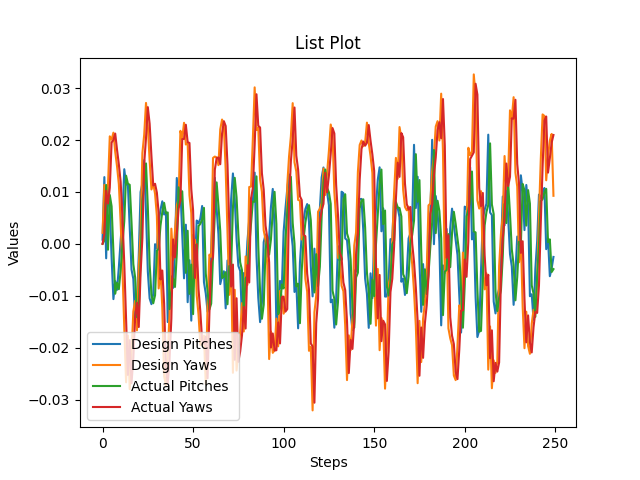 List Plot
Values
0.03
0.02
0.01
0.00
−0.01
−0.02
−0.03
Design Pitches
Design Yaws
Actual Pitches
Actual Yaws
0 50 100 150 200 250
Steps